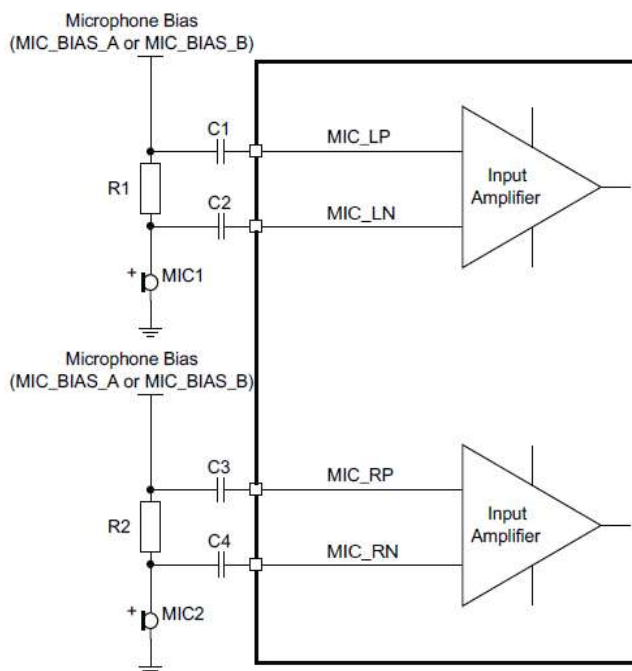 Microphone Bias
(MIC_BIAS_A or MIC_BIAS_B)
C1
MIC_LP
R1
C2
MIC_LN
Input
Amplifier
+
MIC1
Microphone Bias
(MIC_BIAS_A or MIC_BIAS_B)
C3
MIC_RP
R2
C4
MIC_RN
Input
Amplifier
+
MIC2